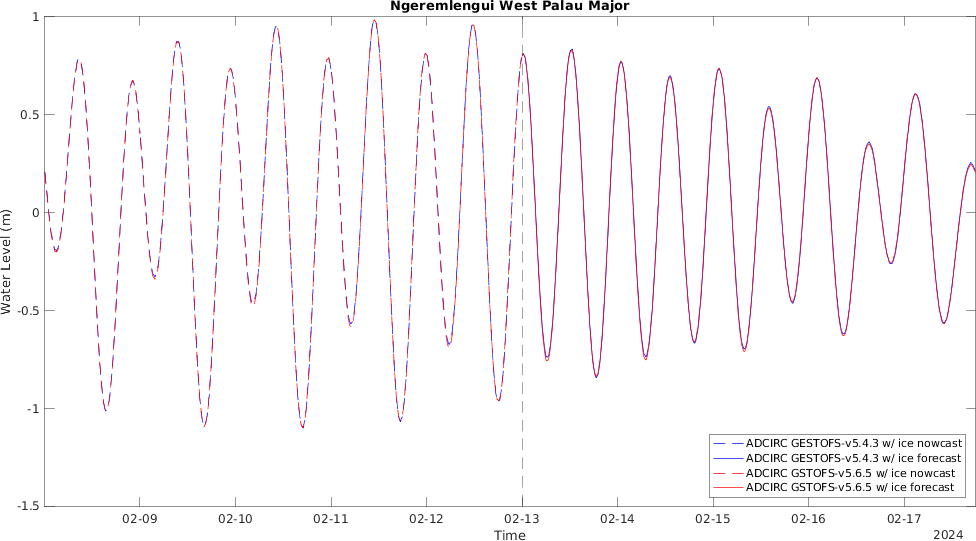 Ngeremlengui West Palau Major
Water Level (m)
1
0.5
0
-0.5
-1
-1.5
02-09 02-10 02-11 02-12 02-13 02-14 02-15 02-16 02-17
Time
2024
ADCIRC GESTOFS-v5.4.3 w/ ice nowcast
ADCIRC GESTOFS-v5.4.3 w/ ice forecast
ADCIRC GSTOFS-v5.6.5 w/ ice nowcast
ADCIRC GSTOFS-v5.6.5 w/ ice forecast